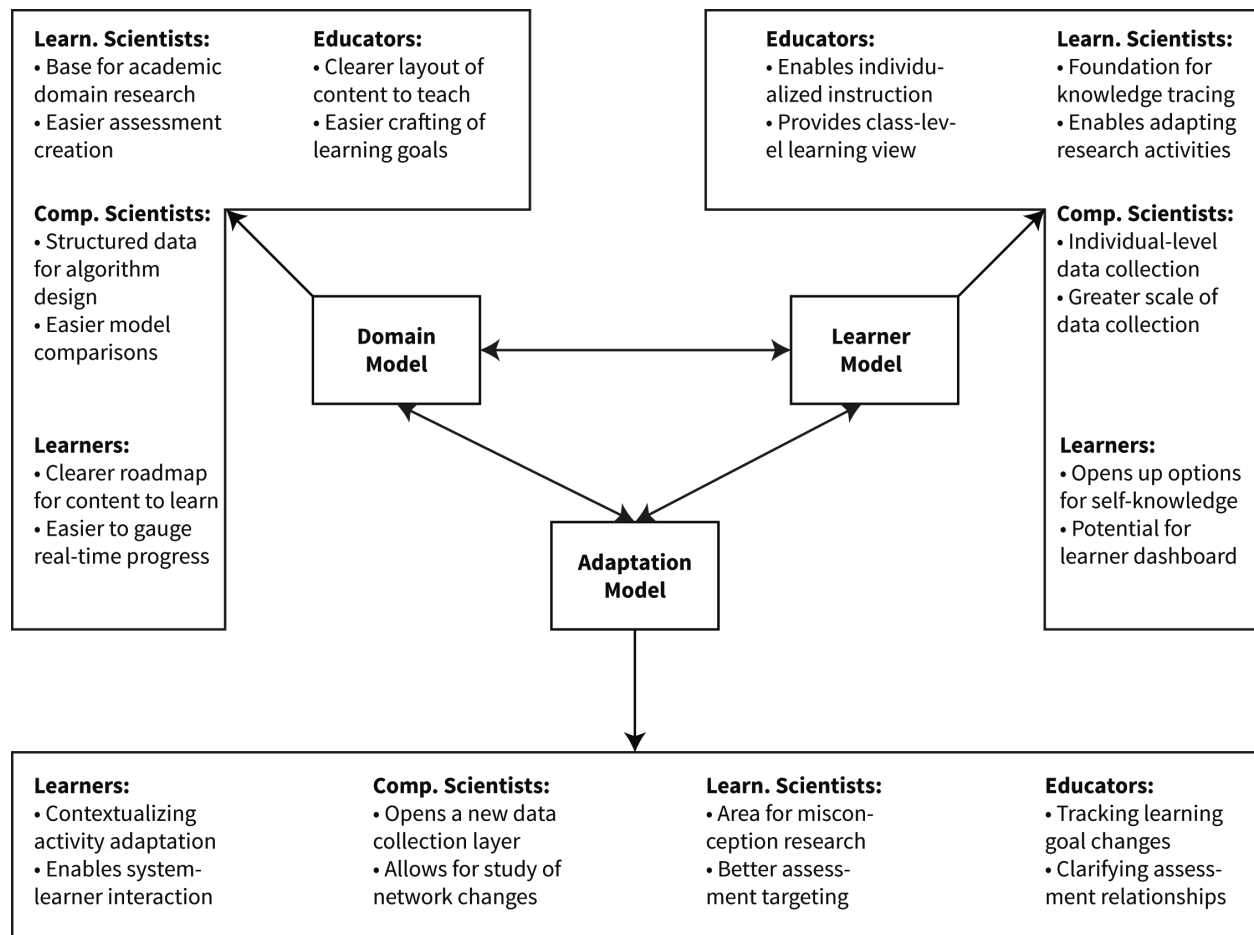 Learn. Scientists:
• Base for academic
domain research
• Easier assessment
creation
Educators:
• Clearer layout of
content to teach
• Easier crafting of
learning goals
Comp. Scientists:
• Structured data
for algorithm
design
• Easier model
comparisons
Learners:
• Clearer roadmap
for content to learn
• Easier to gauge
real-time progress
Educators:
• Enables individu-
alized instruction
• Provides class-lev-
el learning view
Learn. Scientists:
• Foundation for
knowledge tracing
• Enables adapting
research activities
Comp. Scientists:
• Individual-level
data collection
• Greater scale of
data collection
Learners:
• Opens up options
for self-knowledge
• Potential for
learner dashboard
Domain
Model
Learner
Model
Adaptation
Model
Learners:
• Contextualizing
activity adaptation
• Enables system-
learner interaction
Comp. Scientists:
• Opens a new data
collection layer
• Allows for study of
network changes
Learn. Scientists:
• Area for miscon-
ception research
• Better assess-
ment targeting
Educators:
• Tracking learning
goal changes
• Clarifying assess-
ment relationships